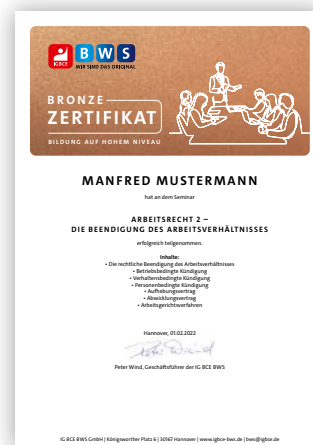 IGBCE
BWS
WIR SIND DAS ORIGINAL
BRONZE
ZERTIFIKAT
BILDUNG AUF HOHEM NIVEAU
MANFRED MUSTERMANN
hat an dem Seminar
ARBEITSRECHT 2 –
DIE BEENDIGUNG DES ARBEITSVERHÄLTNISSES
erfolgreich teilgenommen.
Inhalte:
• Die rechtliche Beendigung des Arbeitsverhältnisses
• Betriebsbedingte Kündigung
• Verhaltensbedingte Kündigung
• Personenbedingte Kündigung
• Aufhebungsvertrag
• Abwicklungsvertrag
• Arbeitsgerichtsverfahren
Hannover, 01.02.2022
Peter Wind
Peter Wind, Geschäftsführer der IG BCE BWS
IG BCE BWS GmbH | Königsworther Platz 6 | 30167 Hannover | www.igbce-bws.de | bws@igbce.de